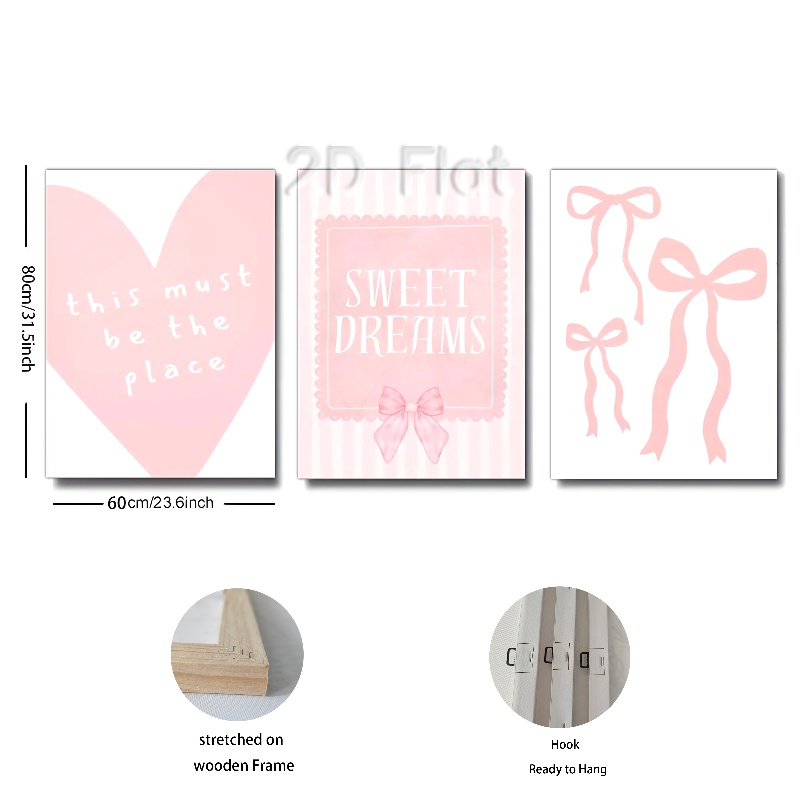 2D Flat
80cm/31.5inch
this must
be the
place
SWEET
DREAMS
60cm/23.6inch
stretched on
wooden Frame
Hook
Ready to Hang